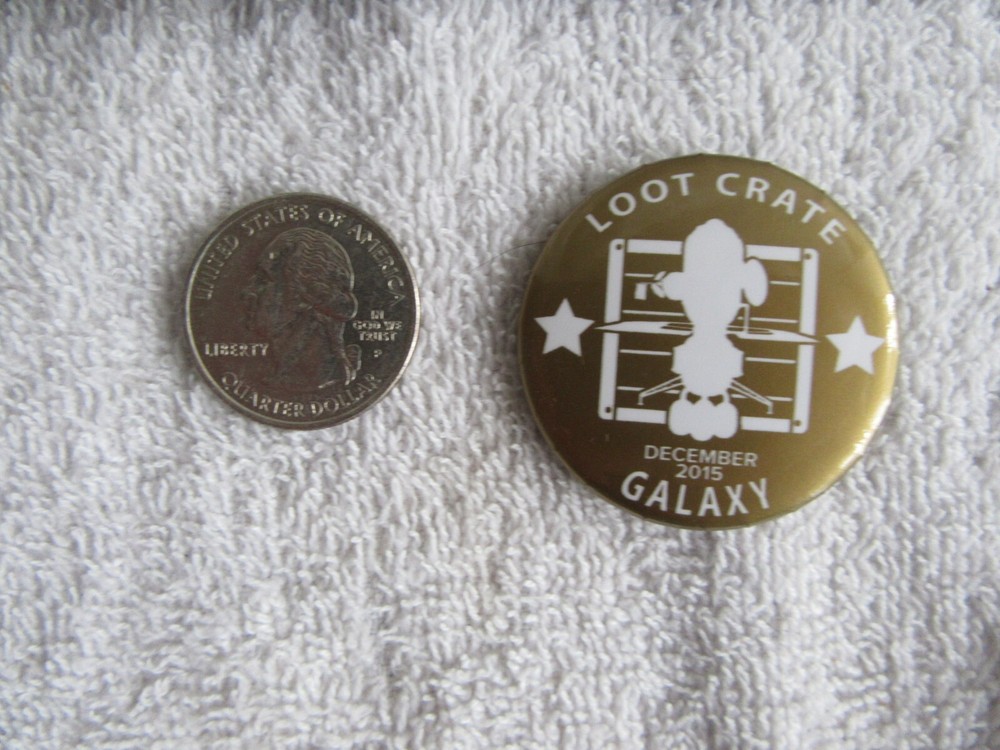 UNITED STATES OF AMERICA
LIBERTY
IN
GOD WE
TRUST
P
QUARTER DOLLAR
LOOT CRATE
DECEMBER
2015
GALAXY